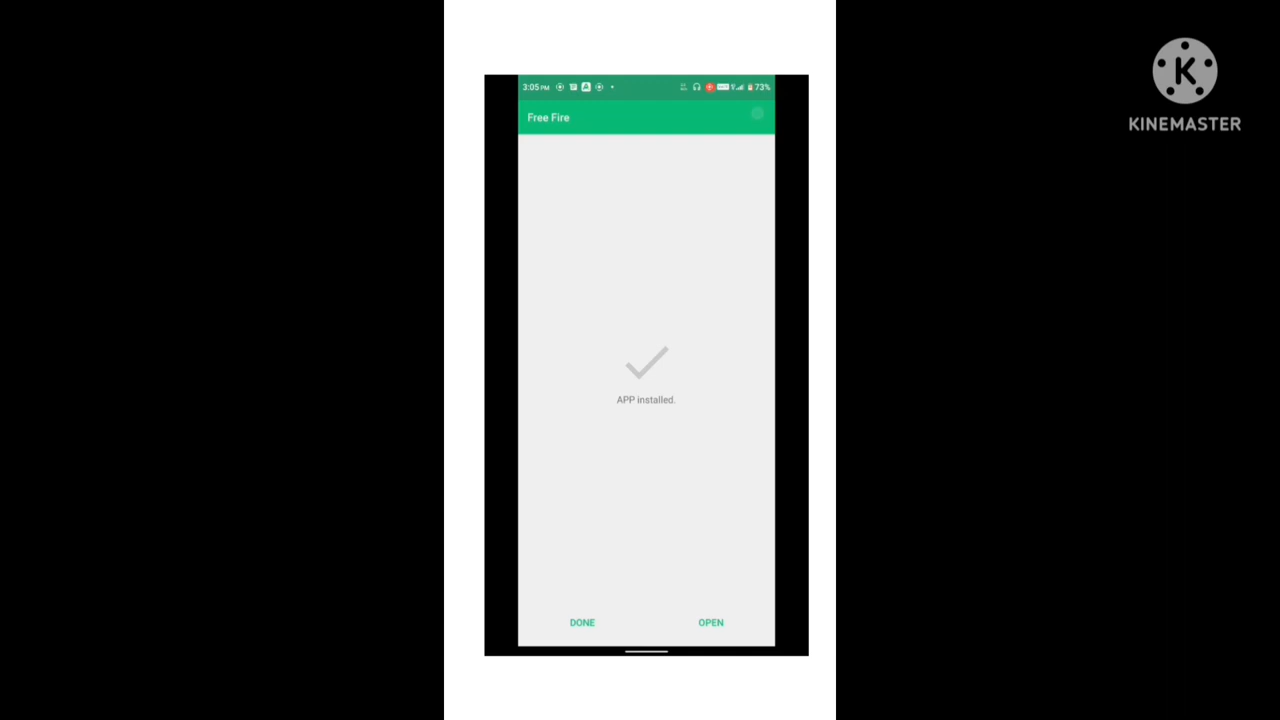 3:05 PM
73%
Free Fire
APP installed.
DONE
OPEN
K
KINEMASTER